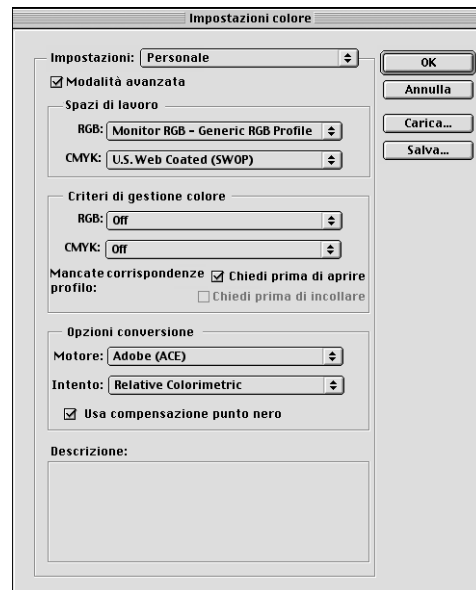 Impostazioni colore
Impostazioni: Personale
OK
Modalità avanzata
Annulla
Spazi di lavoro
RGB: Monitor RGB - Generic RGB Profile
Carica...
CMYK: U.S. Web Coated (SWOP)
Salva...
Criteri di gestione colore
RGB: Off
CMYK: Off
Mancate corrispondenze profilo:
Chiedi prima di aprire
Chiedi prima di incollare
Opzioni conversione
Motore: Adobe (ACE)
Intento: Relative Colorimetric
Usa compensazione punto nero
Descrizione: